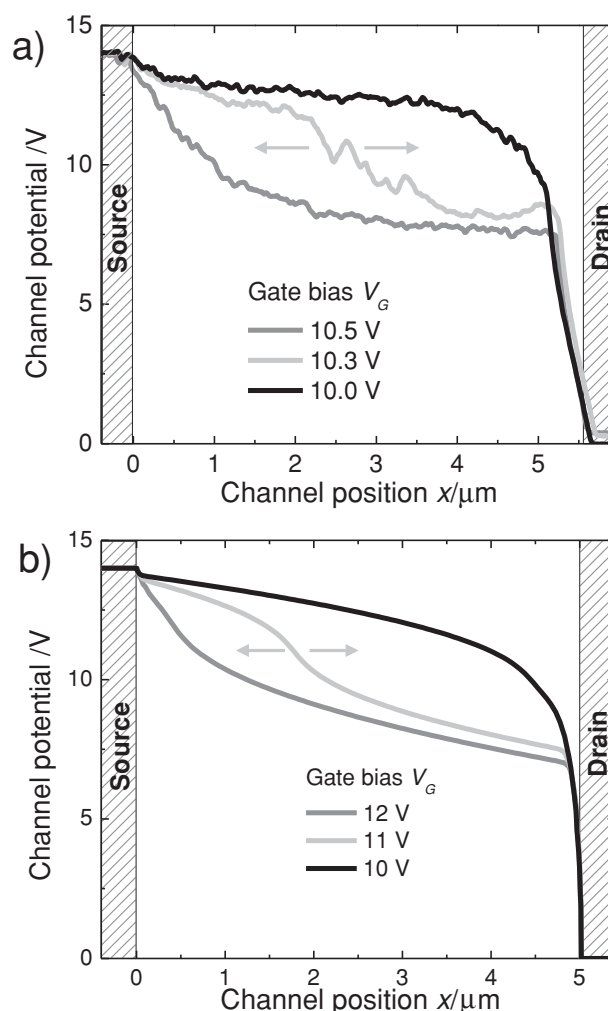 a)
15
10
5
0
Channel potential /V
Source
Drain
Gate bias V_G
10.5 V
10.3 V
10.0 V
0 1 2 3 4 5
Channel position x/µm
b)
15
10
5
0
Channel potential /V
Source
Drain
Gate bias V_G
12 V
11 V
10 V
0 1 2 3 4 5
Channel position x/µm